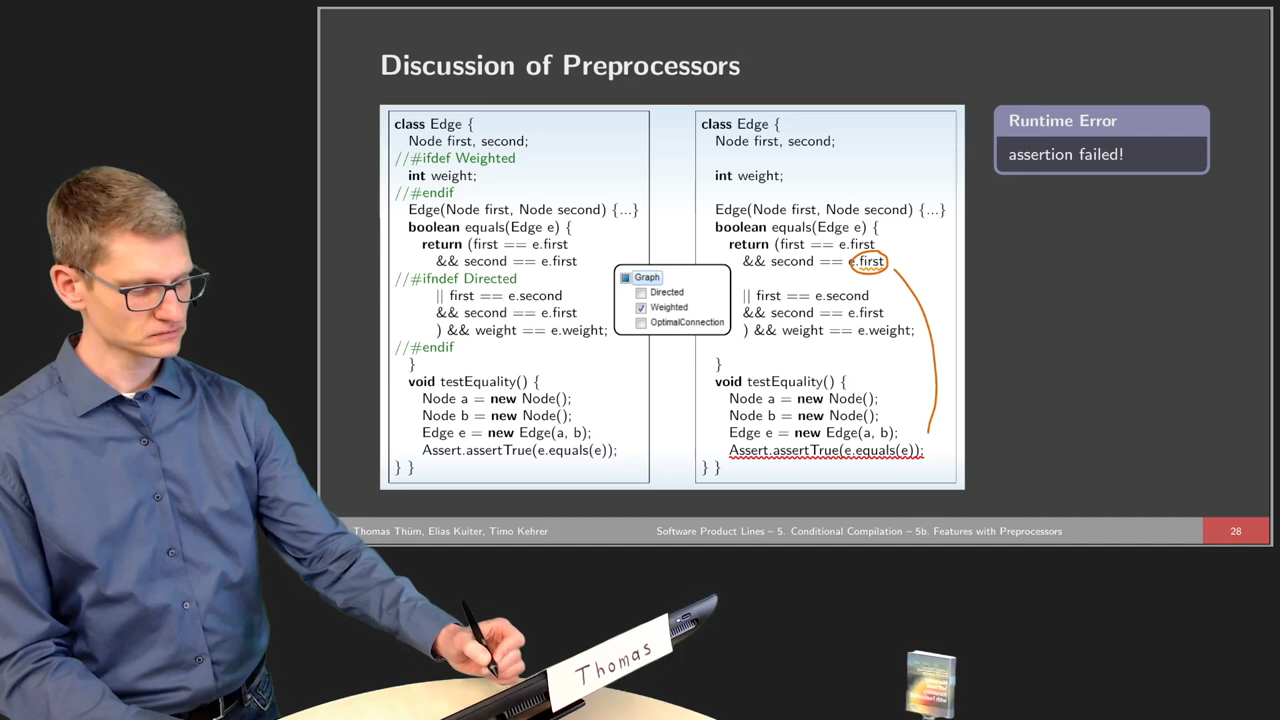 Discussion of Preprocessors
class Edge {
Node first, second;
//#ifdef Weighted
int weight;
//#endif
Edge(Node first, Node second) {...}
boolean equals(Edge e) {
return (first == e.first
&& second == e.first
//#ifndef Directed
|| first == e.second
&& second == e.first
) && weight == e.weight;
//#endif
}
void testEquality() {
Node a = new Node();
Node b = new Node();
Edge e = new Edge(a, b);
Assert.assertTrue(e.equals(e));
} }
Graph
Directed
Weighted
OptimalConnection
class Edge {
Node first, second;
int weight;
Edge(Node first, Node second) {...}
boolean equals(Edge e) {
return (first == e.first
&& second == e.first
|| first == e.second
&& second == e.first
) && weight == e.weight;
}
void testEquality() {
Node a = new Node();
Node b = new Node();
Edge e = new Edge(a, b);
Assert.assertTrue(e.equals(e));
} }
Runtime Error
assertion failed!
Thomas Thüm, Elias Kuiter, Timo Kehrer
Software Product Lines – 5. Conditional Compilation – 5b. Features with Preprocessors
28
Thomas